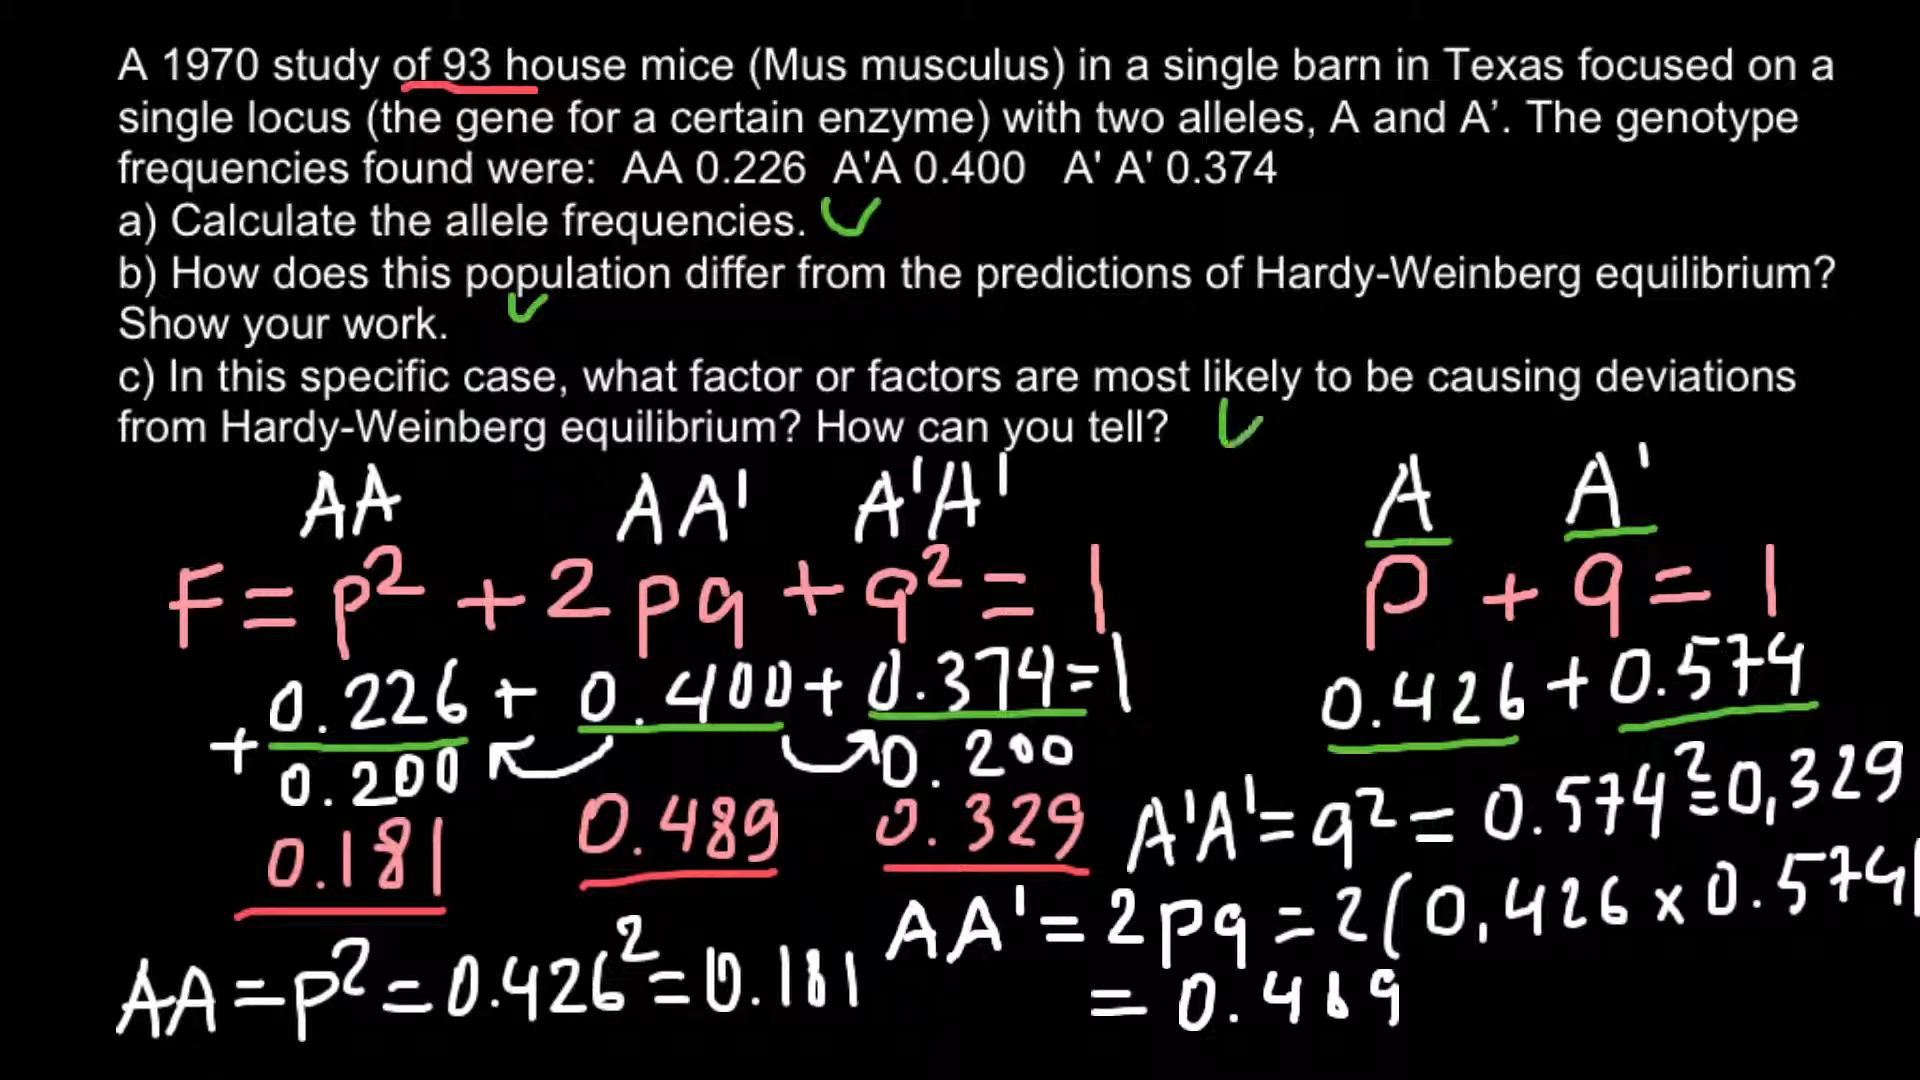 A 1970 study of 93 house mice (Mus musculus) in a single barn in Texas focused on a
single locus (the gene for a certain enzyme) with two alleles, A and A’. The genotype
frequencies found were: AA 0.226 A'A 0.400 A' A' 0.374
a) Calculate the allele frequencies.
b) How does this population differ from the predictions of Hardy-Weinberg equilibrium?
Show your work.
c) In this specific case, what factor or factors are most likely to be causing deviations
from Hardy-Weinberg equilibrium? How can you tell?
AA AA' A'A'
F = p² + 2pq + q² = 1
+ 0.226 + 0.400 + 0.374 = 1
0.200 0.200
0.181 0.489 0.329
AA = p² = 0.426² = 0.181
A A'
p + q = 1
0.426 + 0.574
A'A' = q² = 0.574² = 0,329
AA' = 2pq = 2(0,426 x 0.574)
= 0.489